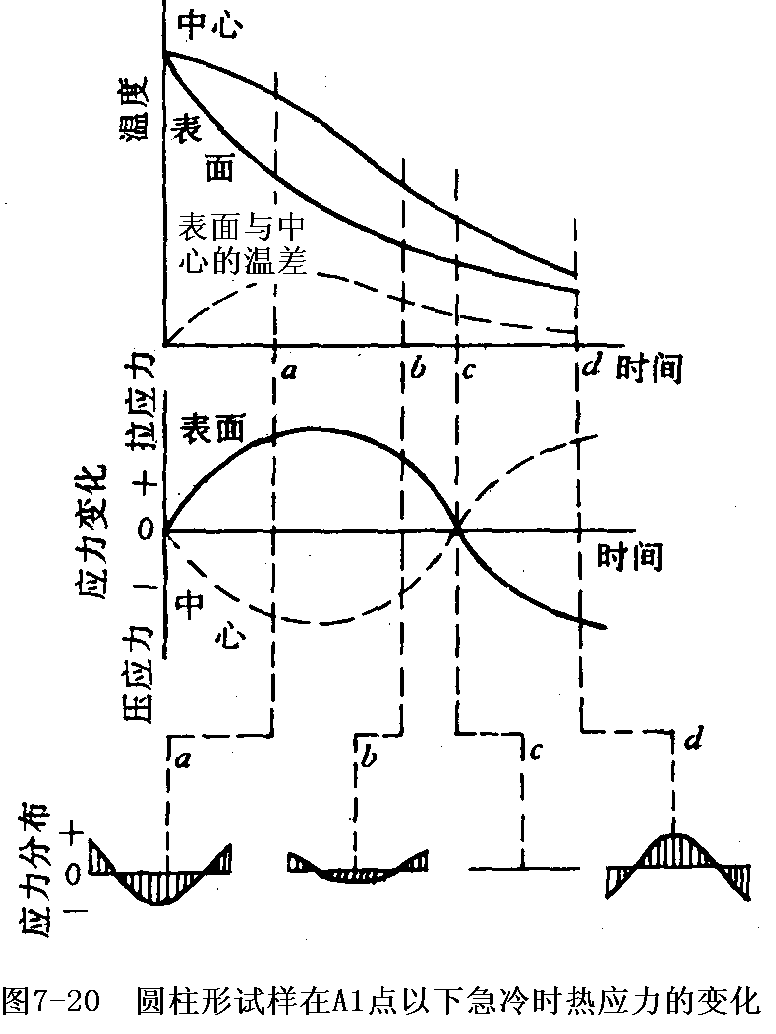 中心
温度
表
面
表面与中
心的温差
a
b
c
d
时间
拉应力
表面
+
应力变化
0
时间
−
中
心
压应力
a
b
c
d
应力分布
+
0
−
图7-20 圆柱形试样在A1点以下急冷时热应力的变化